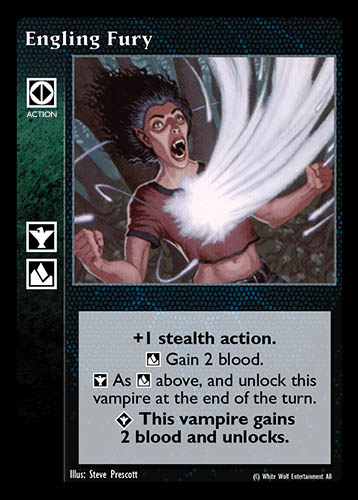 Engling Fury
ACTION
+1 stealth action.
Gain 2 blood.
As above, and unlock this
vampire at the end of the turn.
This vampire gains
2 blood and unlocks.
Illus: Steve Prescott
(C) White Wolf Entertainment AB